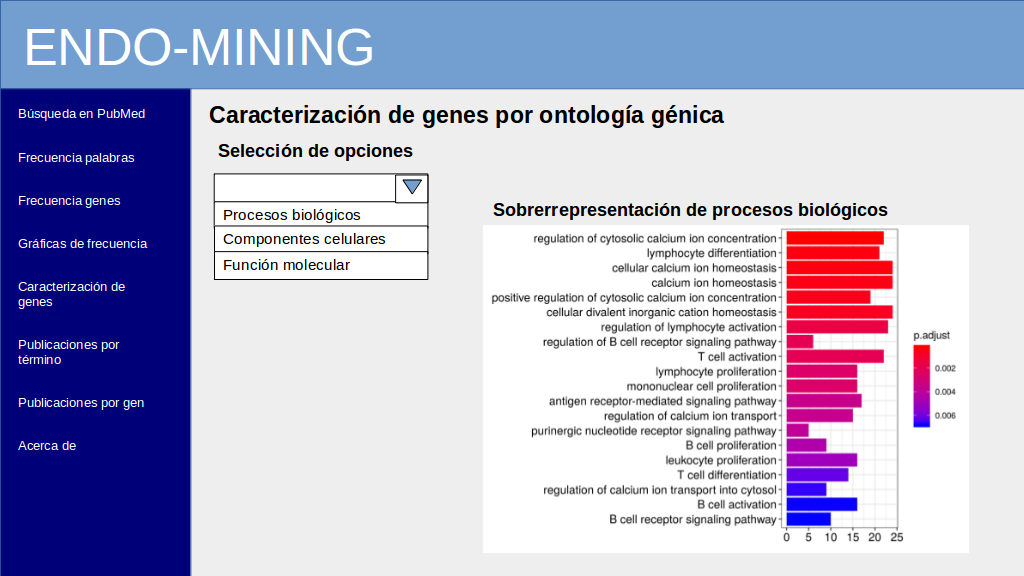 ENDO-MINING
Búsqueda en PubMed
Frecuencia palabras
Frecuencia genes
Gráficas de frecuencia
Caracterización de
genes
Publicaciones por
término
Publicaciones por gen
Acerca de
Caracterización de genes por ontología génica
Selección de opciones
Procesos biológicos
Componentes celulares
Función molecular
Sobrerrepresentación de procesos biológicos
regulation of cytosolic calcium ion concentration
lymphocyte differentiation
cellular calcium ion homeostasis
calcium ion homeostasis
positive regulation of cytosolic calcium ion concentration
cellular divalent inorganic cation homeostasis
regulation of lymphocyte activation
regulation of B cell receptor signaling pathway
T cell activation
lymphocyte proliferation
mononuclear cell proliferation
antigen receptor-mediated signaling pathway
regulation of calcium ion transport
purinergic nucleotide receptor signaling pathway
B cell proliferation
leukocyte proliferation
T cell differentiation
regulation of calcium ion transport into cytosol
B cell activation
B cell receptor signaling pathway
0 5 10 15 20 25
p.adjust
0.002
0.004
0.006